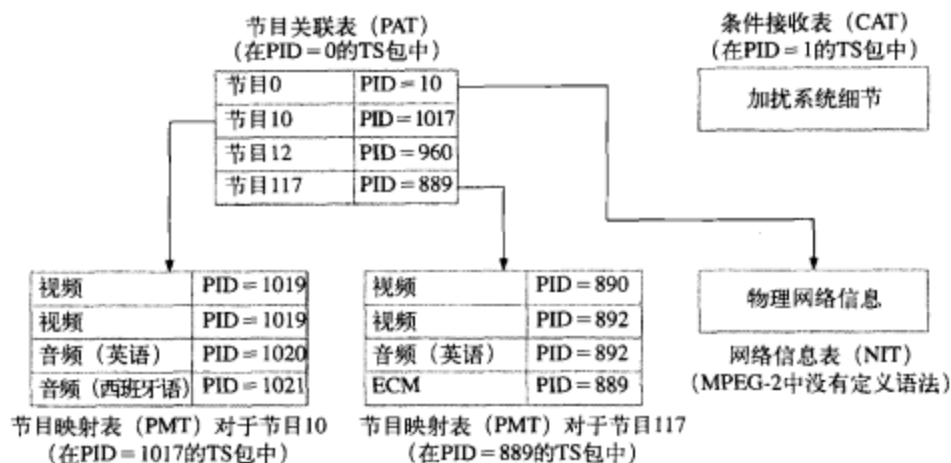 节目关联表（PAT）
（在PID=0的TS包中）
节目0 PID=10
节目10 PID=1017
节目12 PID=960
节目117 PID=889
条件接收表（CAT）
（在PID=1的TS包中）
加扰系统细节
视频 PID=1019
视频 PID=1019
音频（英语） PID=1020
音频（西班牙语） PID=1021
节目映射表（PMT）对于节目10
（在PID=1017的TS包中）
视频 PID=890
视频 PID=892
音频（英语） PID=892
ECM PID=889
节目映射表（PMT）对于节目117
（在PID=889的TS包中）
物理网络信息
网络信息表（NIT）
（MPEG-2中没有定义语法）